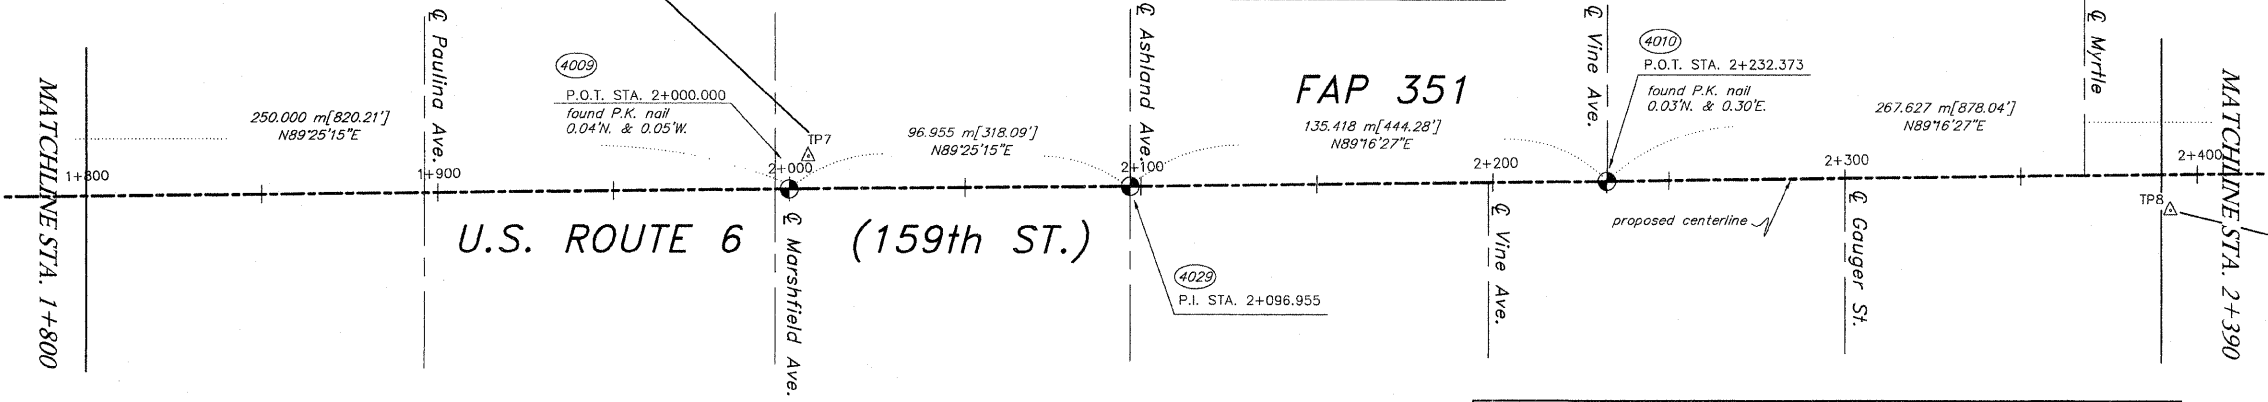 MATCHLINE STA. 1+800
1+800
250.000 m[820.21']
N89°25'15"E
℄ Paulina Ave.
1+900
4009
P.O.T. STA. 2+000.000
found P.K. nail
0.04'N. & 0.05'W.
TP7
2+000
℄ Marshfield Ave.
U.S. ROUTE 6 (159th ST.)
96.955 m[318.09']
N89°25'15"E
℄ Ashland Ave.
2+100
4029
P.I. STA. 2+096.955
FAP 351
135.418 m[444.28']
N89°16'27"E
2+200
℄ Vine Ave.
℄ Vine Ave.
4010
P.O.T. STA. 2+232.373
found P.K. nail
0.03'N. & 0.30'E.
proposed centerline
2+300
℄ Gauger St.
267.627 m[878.04']
N89°16'27"E
℄ Myrtle
TP8
2+400
MATCHLINE STA. 2+390